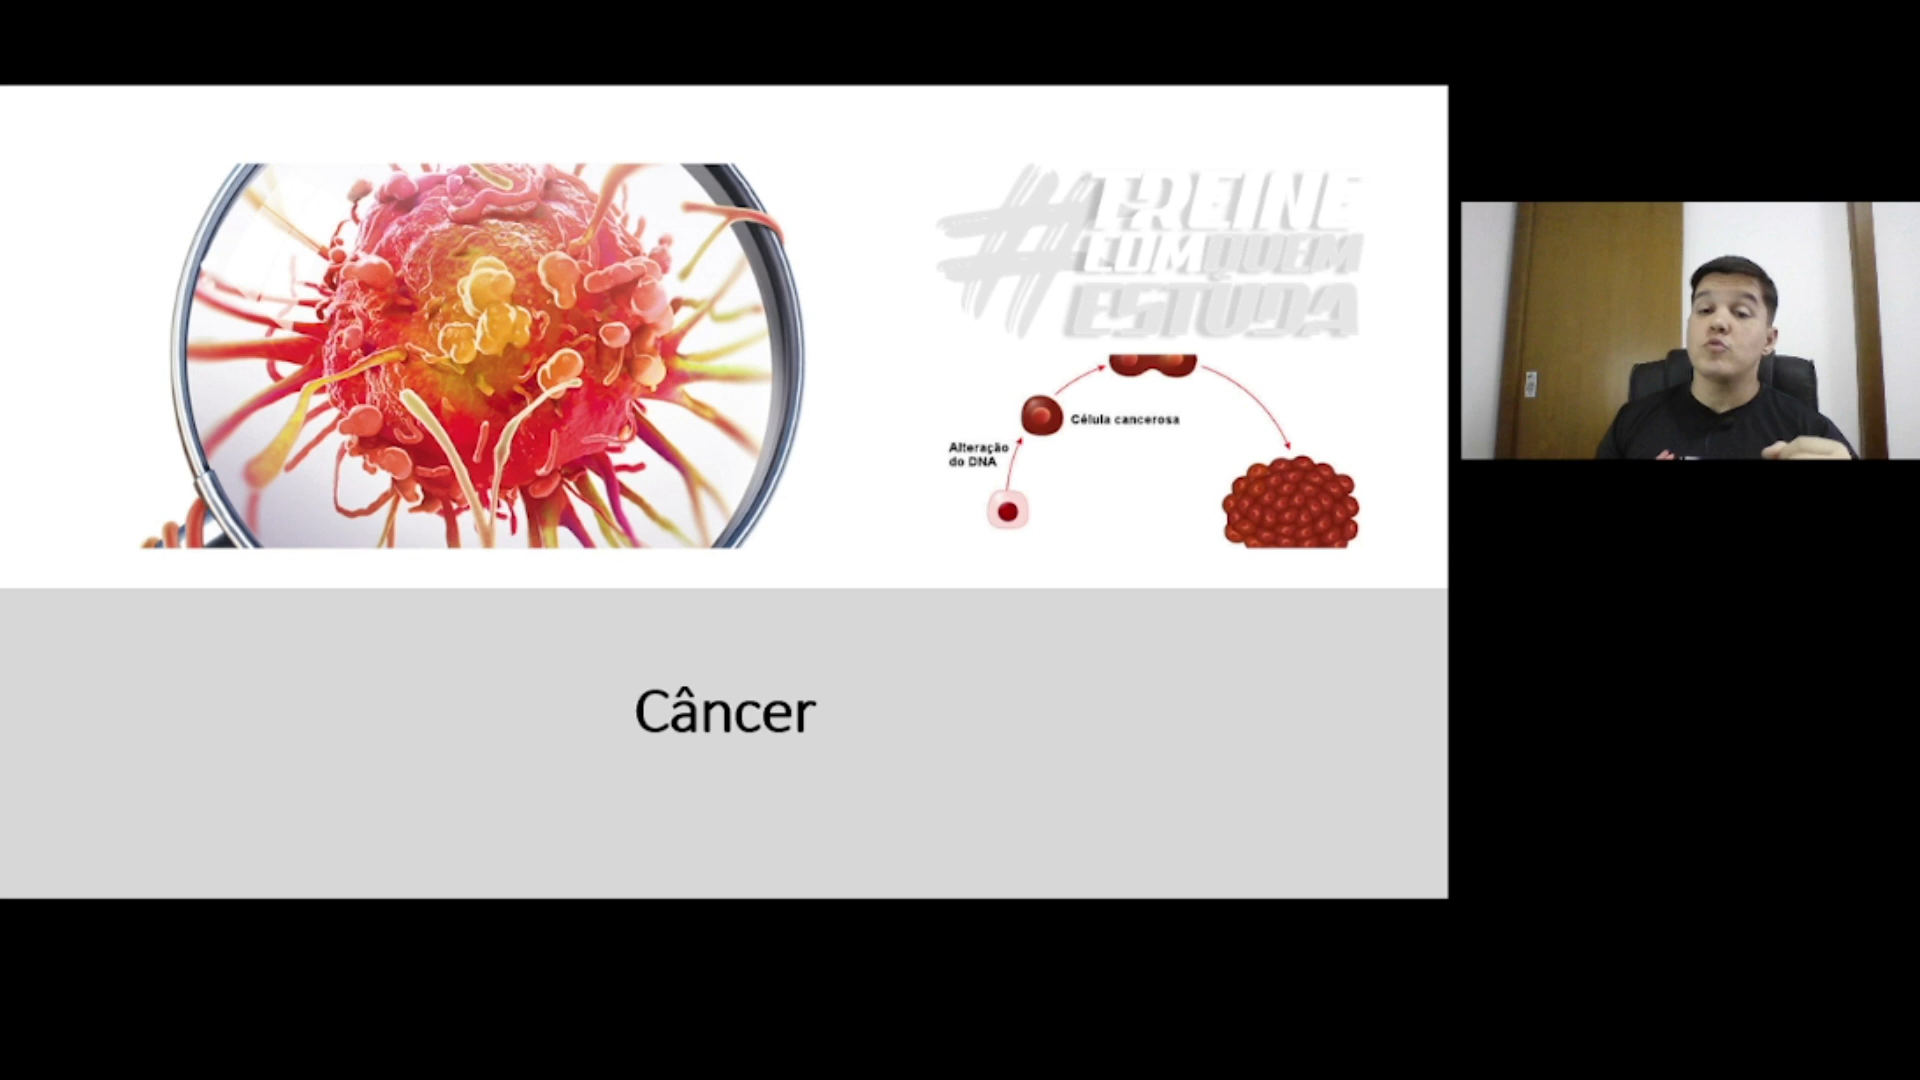 #TREINE
COM QUEM
ESTUDA
Célula cancerosa
Alteração
do DNA
Câncer